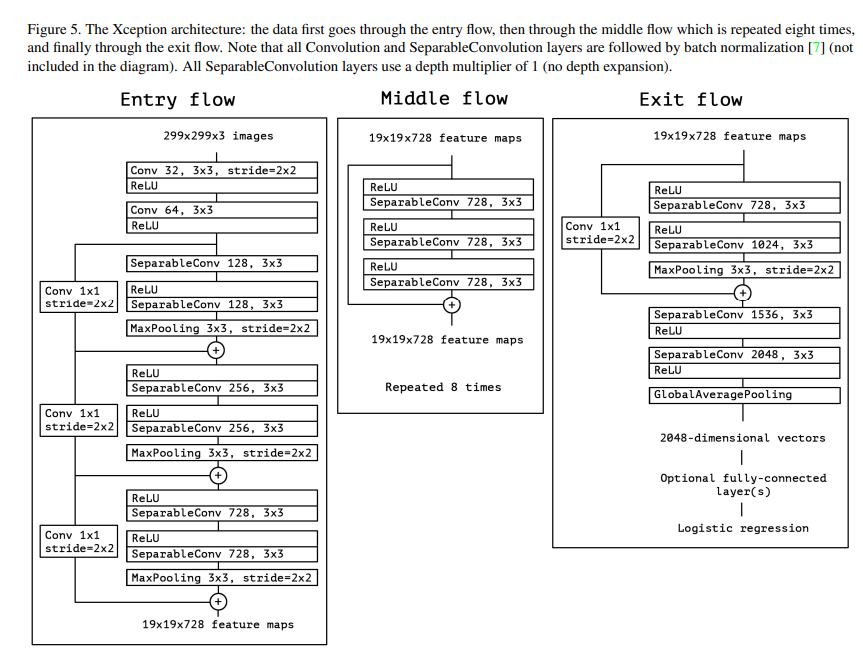 Figure 5. The Xception architecture: the data first goes through the entry flow, then through the middle flow which is repeated eight times,
and finally through the exit flow. Note that all Convolution and SeparableConvolution layers are followed by batch normalization [7] (not
included in the diagram). All SeparableConvolution layers use a depth multiplier of 1 (no depth expansion).
Entry flow
299x299x3 images
Conv 32, 3x3, stride=2x2
ReLU
Conv 64, 3x3
ReLU
SeparableConv 128, 3x3
Conv 1x1
stride=2x2
ReLU
SeparableConv 128, 3x3
MaxPooling 3x3, stride=2x2
+
ReLU
SeparableConv 256, 3x3
Conv 1x1
stride=2x2
ReLU
SeparableConv 256, 3x3
MaxPooling 3x3, stride=2x2
+
ReLU
SeparableConv 728, 3x3
Conv 1x1
stride=2x2
ReLU
SeparableConv 728, 3x3
MaxPooling 3x3, stride=2x2
+
19x19x728 feature maps
Middle flow
19x19x728 feature maps
ReLU
SeparableConv 728, 3x3
ReLU
SeparableConv 728, 3x3
ReLU
SeparableConv 728, 3x3
+
19x19x728 feature maps
Repeated 8 times
Exit flow
19x19x728 feature maps
ReLU
SeparableConv 728, 3x3
Conv 1x1
stride=2x2
ReLU
SeparableConv 1024, 3x3
MaxPooling 3x3, stride=2x2
+
SeparableConv 1536, 3x3
ReLU
SeparableConv 2048, 3x3
ReLU
GlobalAveragePooling
2048-dimensional vectors
Optional fully-connected
layer(s)
Logistic regression